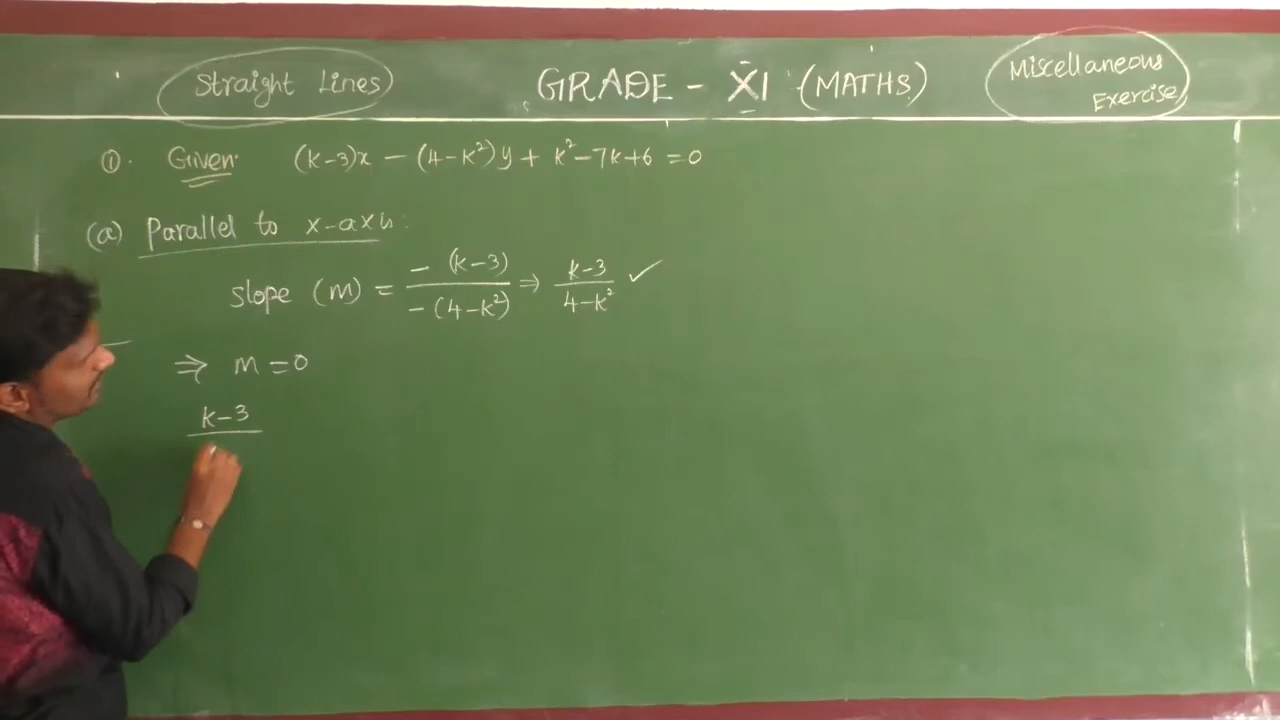 Straight Lines GRADE - XI (MATHS) Miscellaneous Exercise
①. Given: (k-3)x - (4-k²)y + k²-7k+6 = 0
(a) Parallel to x-axis:
slope (m) = -(k-3) / -(4-k²) ⇒ k-3 / 4-k² ✓
⇒ m = 0
k-3